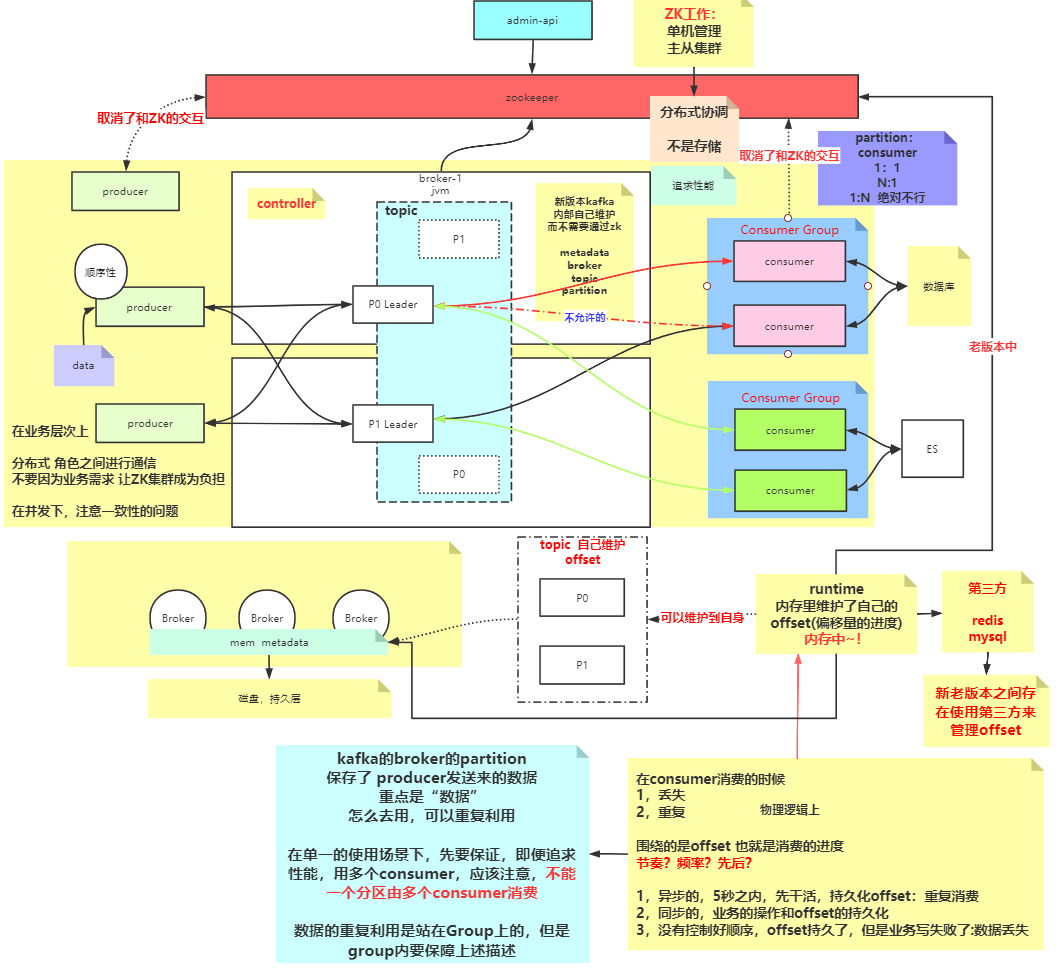 admin-api
ZK工作：
单机管理
主从集群
zookeeper
取消了和ZK的交互
分布式协调
不是存储
取消了和ZK的交互
partition：
consumer
1：1
N:1
1:N 绝对不行
producer
broker-1
jvm
追求性能
controller
topic
P1
新版本kafka
内部自己维护
而不需要通过zk
metadata
broker
topic
partition
Consumer Group
consumer
顺序性
producer
P0 Leader
不允许的
consumer
数据库
data
老版本中
Consumer Group
producer
P1 Leader
consumer
ES
在业务层次上
分布式 角色之间进行通信
不要因为业务需求 让ZK集群成为负担
在并发下，注意一致性的问题
P0
consumer
topic 自己维护
offset
P0
P1
Broker
Broker
Broker
mem metadata
磁盘，持久层
可以维护到自身
runtime
内存里维护了自己的
offset(偏移量的进度)
内存中~！
第三方
redis
mysql
新老版本之间存
在使用第三方来
管理offset
kafka的broker的partition
保存了 producer发送来的数据
重点是“数据”
怎么去用，可以重复利用
在单一的使用场景下，先要保证，即便追求
性能，用多个consumer，应该注意，不能
一个分区由多个consumer消费
数据的重复利用是站在Group上的，但是
group内要保障上述描述
在consumer消费的时候
1，丢失
2，重复
物理逻辑上
围绕的是offset 也就是消费的进度
节奏？频率？先后？
1，异步的，5秒之内，先干活，持久化offset：重复消费
2，同步的，业务的操作和offset的持久化
3，没有控制好顺序，offset持久了，但是业务写失败了:数据丢失